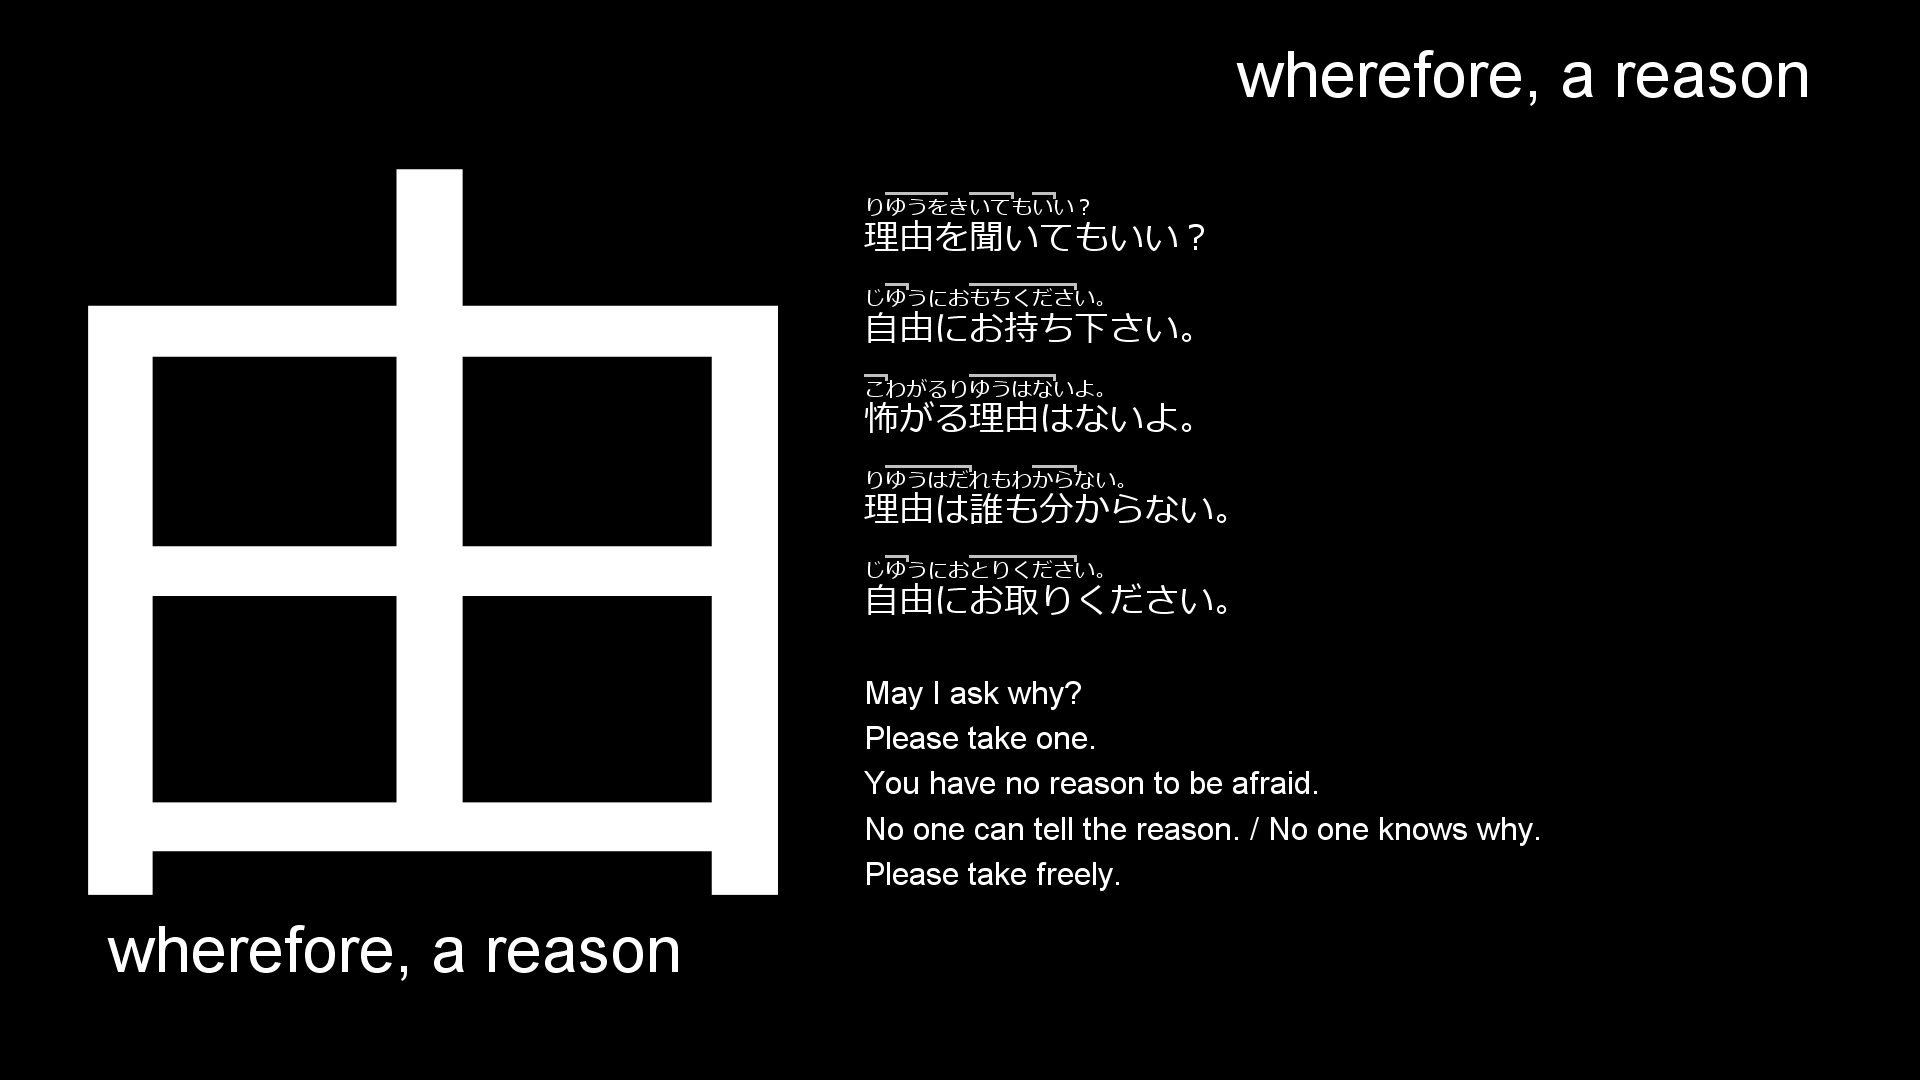 wherefore, a reason
由
wherefore, a reason
りゆうをきいてもいい？
理由を聞いてもいい？
じゆうにおもちください。
自由にお持ち下さい。
こわがるりゆうはないよ。
怖がる理由はないよ。
りゆうはだれもわからない。
理由は誰も分からない。
じゆうにおとりください。
自由にお取りください。
May I ask why?
Please take one.
You have no reason to be afraid.
No one can tell the reason. / No one knows why.
Please take freely.